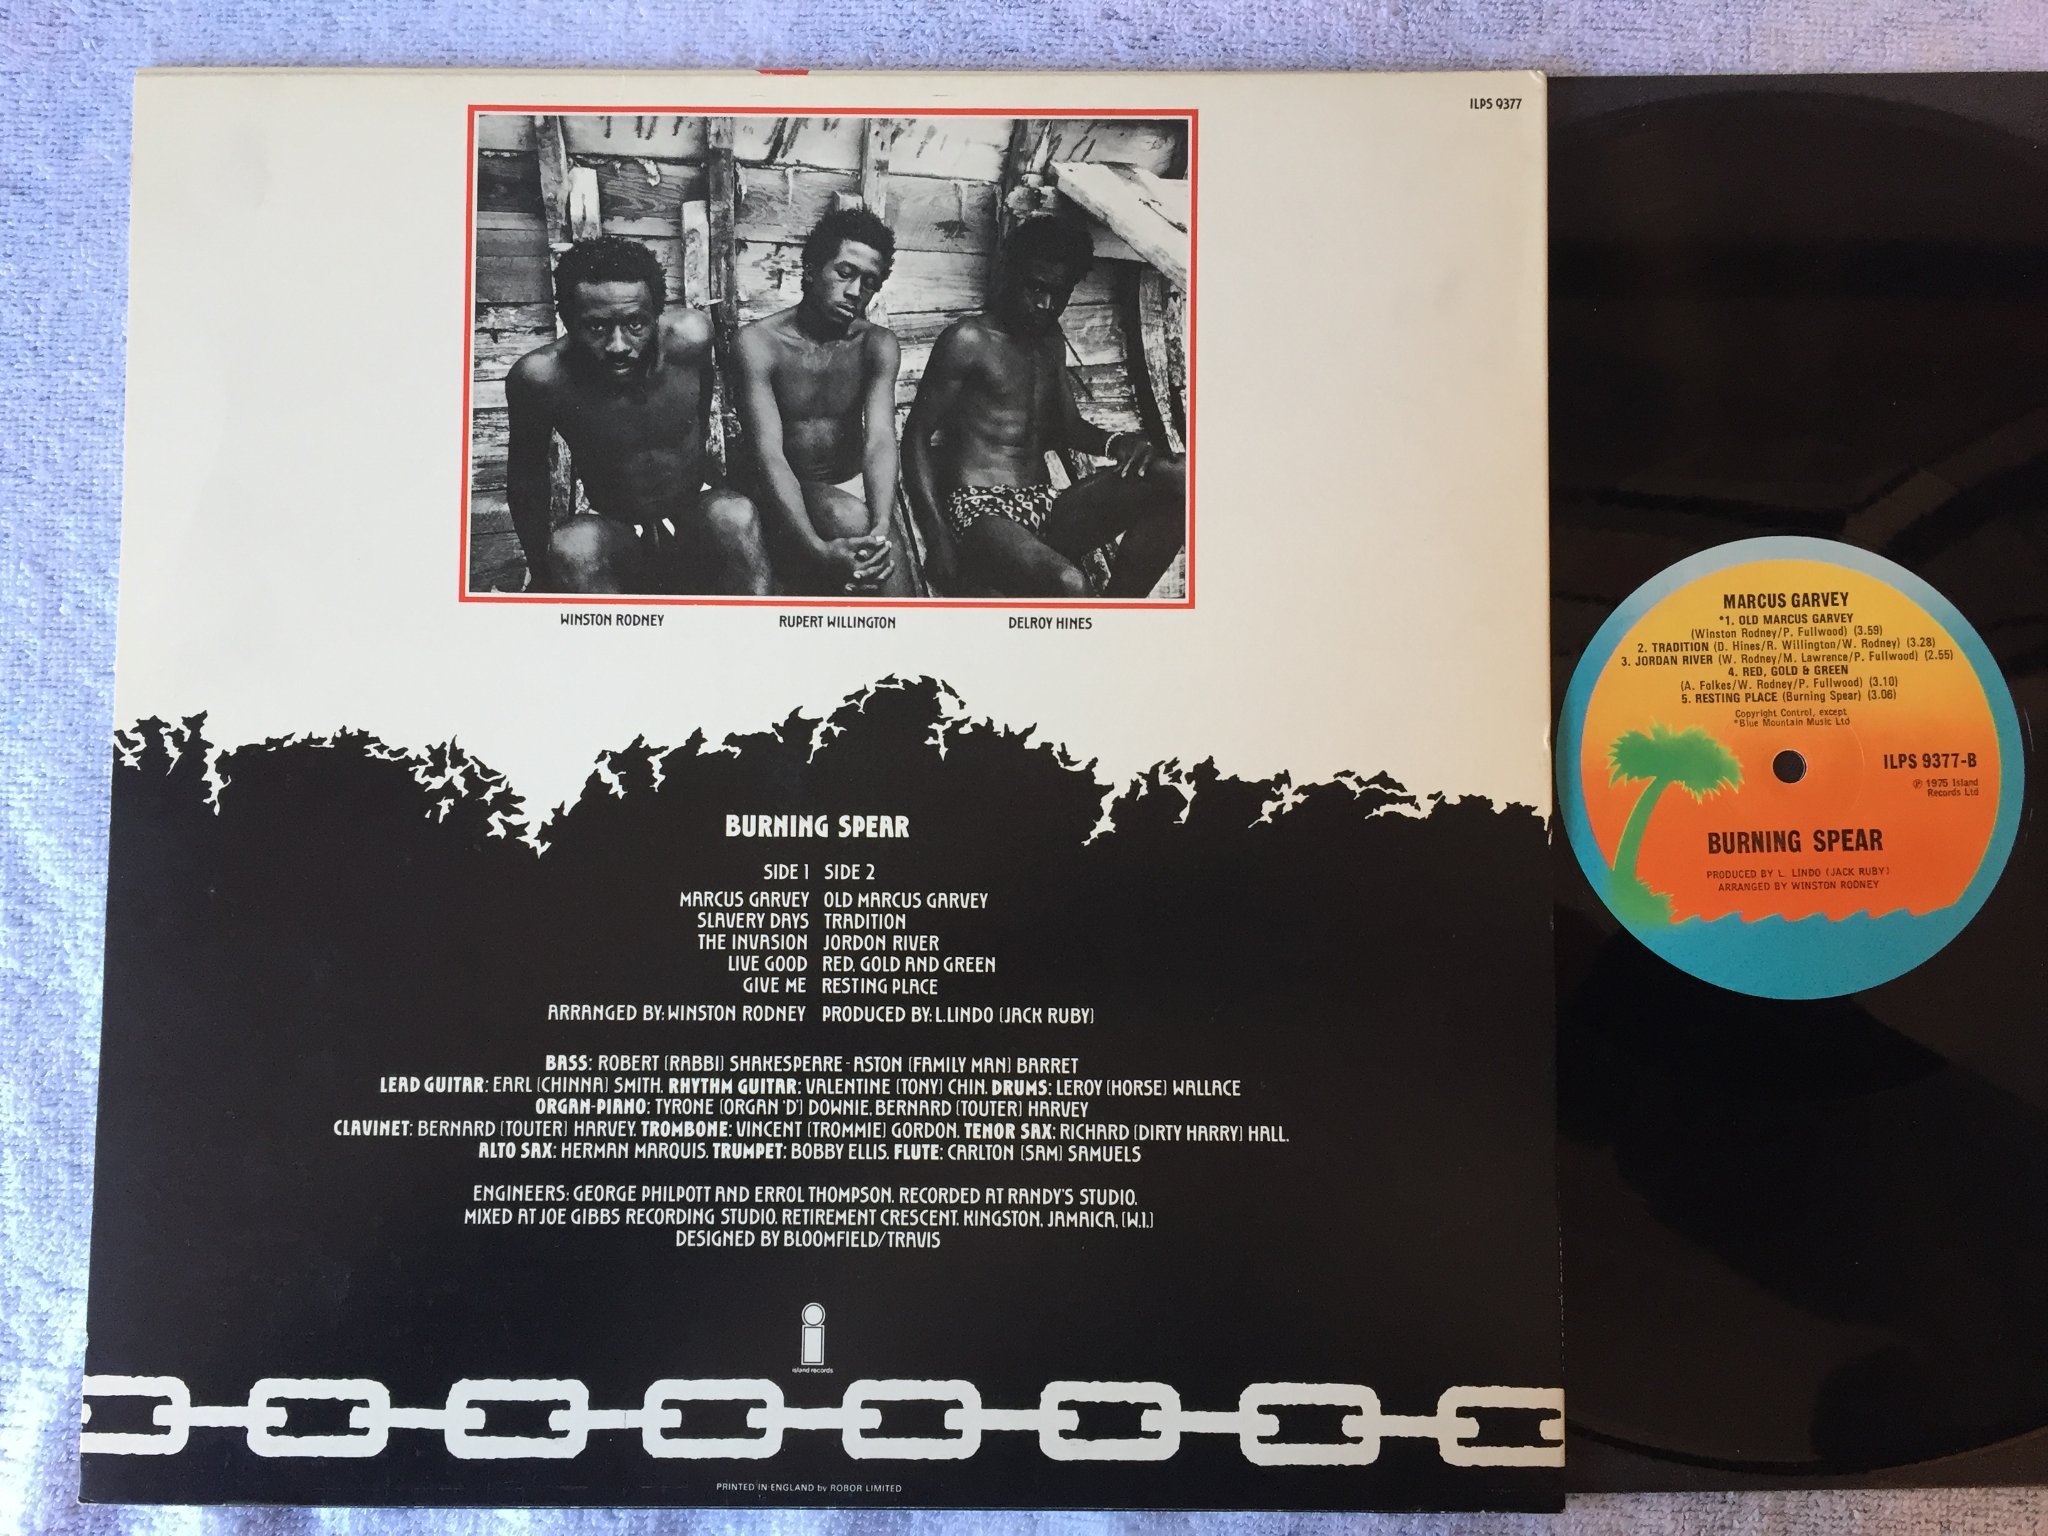 ILPS 9377
WINSTON RODNEY
RUPERT WILLINGTON
DELROY HINES
BURNING SPEAR
SIDE 1 SIDE 2
MARCUS GARVEY OLD MARCUS GARVEY
SLAVERY DAYS TRADITION
THE INVASION JORDON RIVER
LIVE GOOD RED, GOLD AND GREEN
GIVE ME RESTING PLACE
ARRANGED BY: WINSTON RODNEY PRODUCED BY: L.LINDO (JACK RUBY)
BASS: ROBERT (RABBI) SHAKESPEARE - ASTON (FAMILY MAN) BARRET
LEAD GUITAR: EARL (CHINNA) SMITH. RHYTHM GUITAR: VALENTINE (TONY) CHIN. DRUMS: LEROY (HORSE) WALLACE
ORGAN-PIANO: TYRONE (ORGAN 'D') DOWNIE, BERNARD (TOUTER) HARVEY
CLAVINET: BERNARD (TOUTER) HARVEY. TROMBONE: VINCENT (TROMMIE) GORDON. TENOR SAX: RICHARD (DIRTY HARRY) HALL.
ALTO SAX: HERMAN MARQUIS. TRUMPET: BOBBY ELLIS. FLUTE: CARLTON (SAM) SAMUELS
ENGINEERS: GEORGE PHILPOTT AND ERROL THOMPSON. RECORDED AT RANDY'S STUDIO.
MIXED AT JOE GIBBS RECORDING STUDIO. RETIREMENT CRESCENT. KINGSTON. JAMAICA. (W.I.)
DESIGNED BY BLOOMFIELD/TRAVIS
island records
PRINTED IN ENGLAND by ROBOR LIMITED
MARCUS GARVEY
*1. OLD MARCUS GARVEY
(Winston Rodney/P. Fullwood) (3.59)
2. TRADITION (D. Hines/R. Willington/W. Rodney) (3.28)
3. JORDAN RIVER (W. Rodney/M. Lawrence/P. Fullwood) (2.55)
4. RED, GOLD & GREEN
(A. Folkes/W. Rodney/P. Fullwood) (3.10)
5. RESTING PLACE (Burning Spear) (3.06)
Copyright Control, except
*Blue Mountain Music Ltd
ILPS 9377-B
℗ 1975 Island
Records Ltd
BURNING SPEAR
PRODUCED BY L. LINDO (JACK RUBY)
ARRANGED BY WINSTON RODNEY